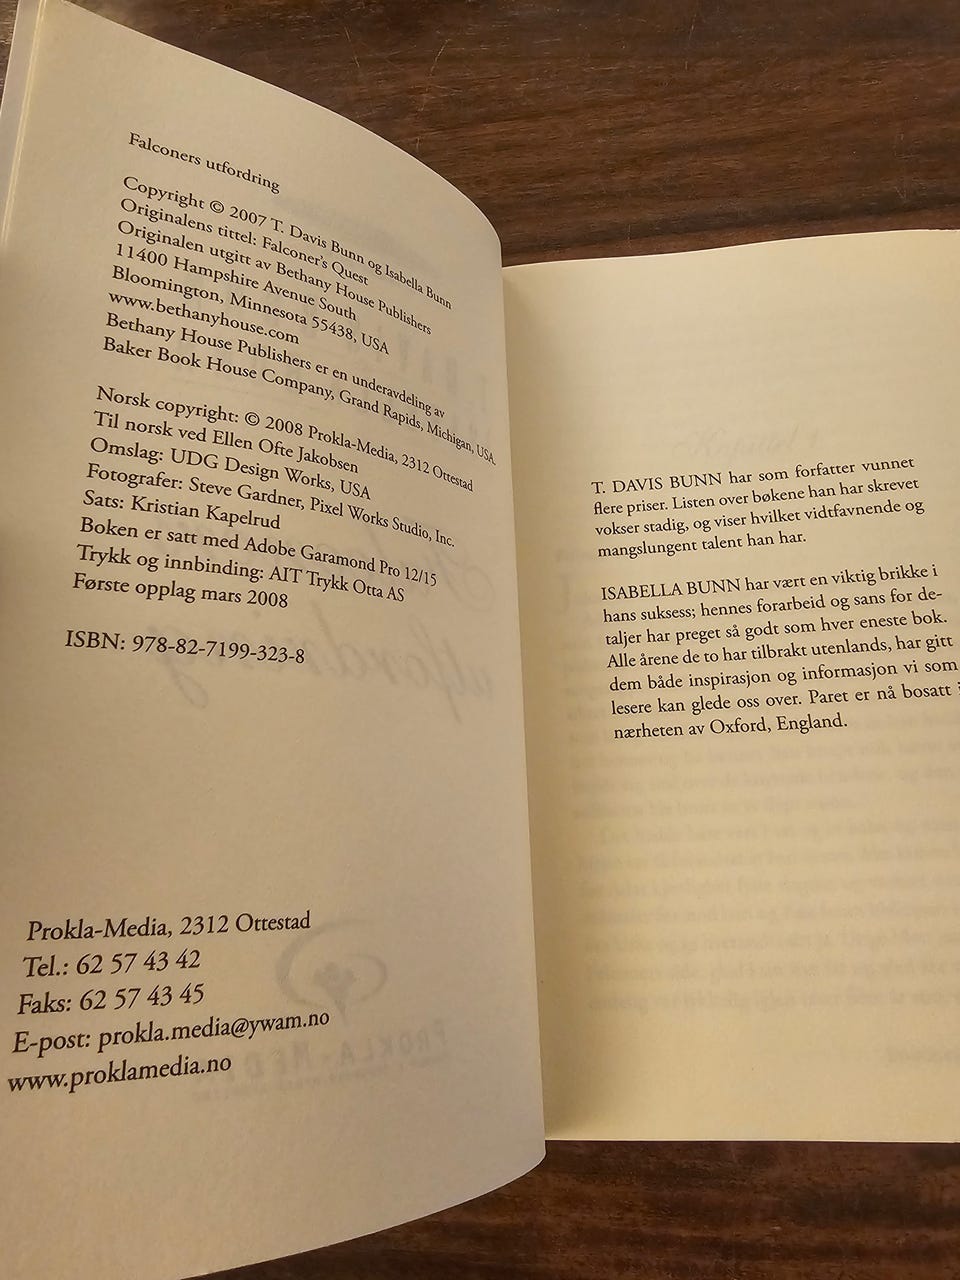 Falconers utfordring
Copyright © 2007 T. Davis Bunn og Isabella Bunn
Originalens tittel: Falconer's Quest
Originalen utgitt av Bethany House Publishers
11400 Hampshire Avenue South
Bloomington, Minnesota 55438, USA
www.bethanyhouse.com
Bethany House Publishers er en underavdeling av
Baker Book House Company, Grand Rapids, Michigan, USA.
Norsk copyright: © 2008 Prokla-Media, 2312 Ottestad
Til norsk ved Ellen Ofte Jakobsen
Omslag: UDG Design Works, USA
Fotografer: Steve Gardner, Pixel Works Studio, Inc.
Sats: Kristian Kapelrud
Boken er satt med Adobe Garamond Pro 12/15
Trykk og innbinding: AIT Trykk Otta AS
Første opplag mars 2008
ISBN: 978-82-7199-323-8
Prokla-Media, 2312 Ottestad
Tel.: 62 57 43 42
Faks: 62 57 43 45
E-post: prokla.media@ywam.no
www.proklamedia.no
T. DAVIS BUNN har som forfatter vunnet
flere priser. Listen over bøkene han har skrevet
vokser stadig, og viser hvilket vidtfavnende og
mangslungent talent han har.
ISABELLA BUNN har vært en viktig brikke i
hans suksess; hennes forarbeid og sans for de-
taljer har preget så godt som hver eneste bok.
Alle årene de to har tilbrakt utenlands, har gitt
dem både inspirasjon og informasjon vi som
lesere kan glede oss over. Paret er nå bosatt i
nærheten av Oxford, England.